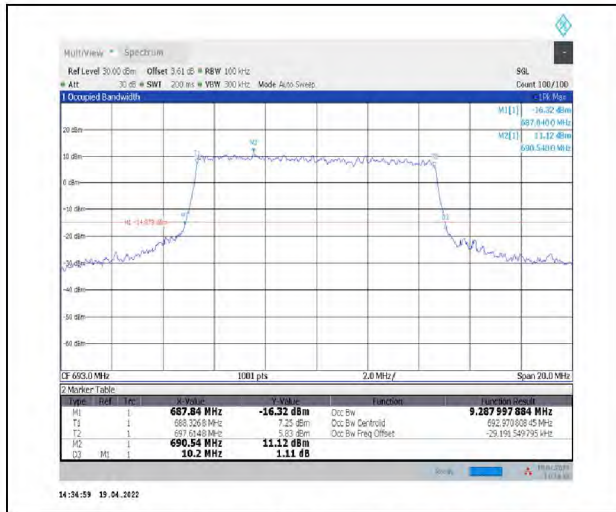 MultiView Spectrum
Ref Level 30.00 dBm Offset 3.61 dB RBW 100 kHz SGL
Att 30 dB SWT 200 ms VBW 300 kHz Mode Auto Sweep Count 100/100
1 Occupied Bandwidth 1Pk Max
M1[1] -16.32 dBm
687.8400 MHz
M2[1] 11.12 dBm
690.5400 MHz
20 dBm
M2
10 dBm
0 dBm
-10 dBm
H1 -14.879 dBm
-20 dBm
-30 dBm
-40 dBm
-50 dBm
-60 dBm
CF 693.0 MHz 1001 pts 2.0 MHz/ Span 20.0 MHz
2 Marker Table
Type Ref Trc X-Value Y-Value Function Function Result
M1 1 687.84 MHz -16.32 dBm Occ Bw 9.287 997 884 MHz
T1 1 688.3268 MHz 7.25 dBm Occ Bw Centroid 692.970 808 45 MHz
T2 1 697.6148 MHz 5.83 dBm Occ Bw Freq Offset -29.191 549 795 kHz
M2 1 690.54 MHz 11.12 dBm
D3 M1 1 10.2 MHz 1.11 dB
14:34:59 19.04.2022